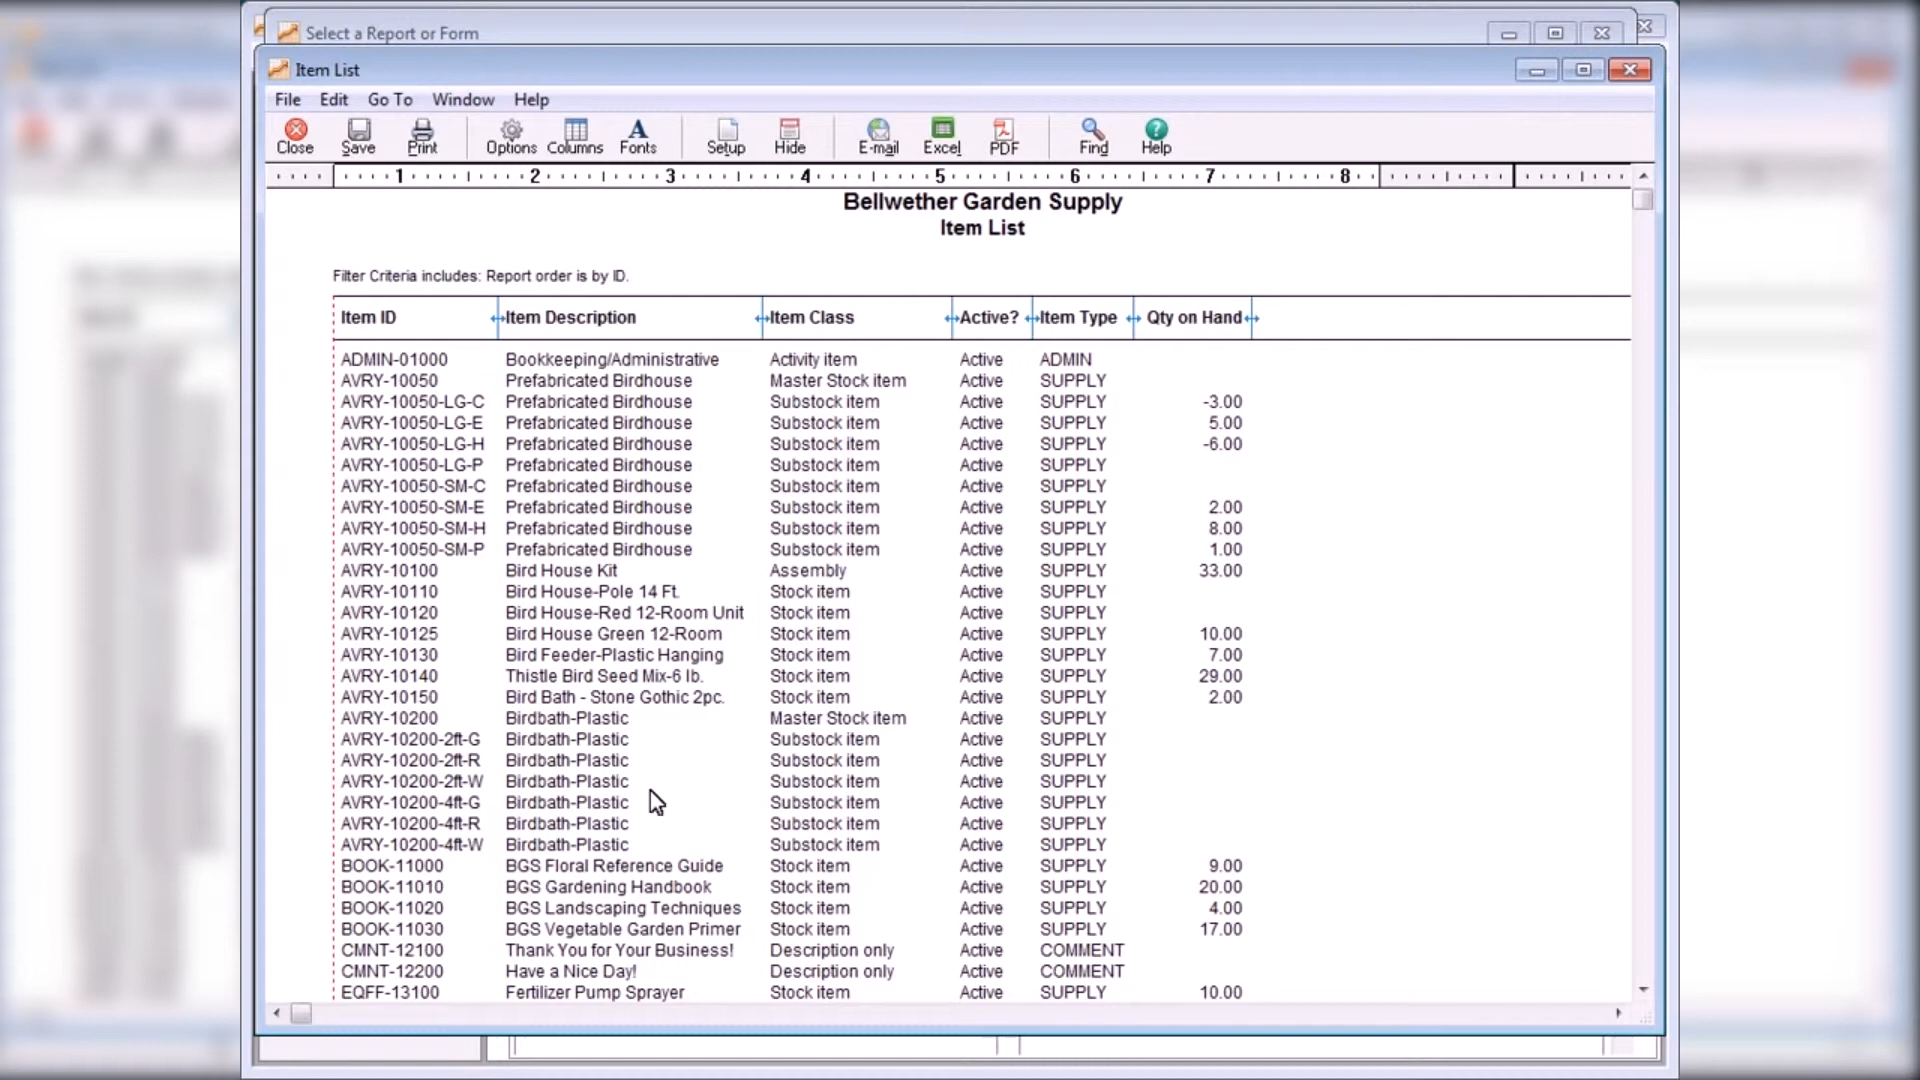 Select a Report or Form
Item List
File Edit Go To Window Help
Close Save Print Options Columns Fonts Setup Hide E-mail Excel PDF Find Help
1 2 3 4 5 6 7 8
Bellwether Garden Supply
Item List
Filter Criteria includes: Report order is by ID.
Item ID Item Description Item Class Active? Item Type Qty on Hand
ADMIN-01000 Bookkeeping/Administrative Activity item Active ADMIN
AVRY-10050 Prefabricated Birdhouse Master Stock item Active SUPPLY
AVRY-10050-LG-C Prefabricated Birdhouse Substock item Active SUPPLY -3.00
AVRY-10050-LG-E Prefabricated Birdhouse Substock item Active SUPPLY 5.00
AVRY-10050-LG-H Prefabricated Birdhouse Substock item Active SUPPLY -6.00
AVRY-10050-LG-P Prefabricated Birdhouse Substock item Active SUPPLY
AVRY-10050-SM-C Prefabricated Birdhouse Substock item Active SUPPLY
AVRY-10050-SM-E Prefabricated Birdhouse Substock item Active SUPPLY 2.00
AVRY-10050-SM-H Prefabricated Birdhouse Substock item Active SUPPLY 8.00
AVRY-10050-SM-P Prefabricated Birdhouse Substock item Active SUPPLY 1.00
AVRY-10100 Bird House Kit Assembly Active SUPPLY 33.00
AVRY-10110 Bird House-Pole 14 Ft. Stock item Active SUPPLY
AVRY-10120 Bird House-Red 12-Room Unit Stock item Active SUPPLY
AVRY-10125 Bird House Green 12-Room Stock item Active SUPPLY 10.00
AVRY-10130 Bird Feeder-Plastic Hanging Stock item Active SUPPLY 7.00
AVRY-10140 Thistle Bird Seed Mix-6 lb. Stock item Active SUPPLY 29.00
AVRY-10150 Bird Bath - Stone Gothic 2pc. Stock item Active SUPPLY 2.00
AVRY-10200 Birdbath-Plastic Master Stock item Active SUPPLY
AVRY-10200-2ft-G Birdbath-Plastic Substock item Active SUPPLY
AVRY-10200-2ft-R Birdbath-Plastic Substock item Active SUPPLY
AVRY-10200-2ft-W Birdbath-Plastic Substock item Active SUPPLY
AVRY-10200-4ft-G Birdbath-Plastic Substock item Active SUPPLY
AVRY-10200-4ft-R Birdbath-Plastic Substock item Active SUPPLY
AVRY-10200-4ft-W Birdbath-Plastic Substock item Active SUPPLY
BOOK-11000 BGS Floral Reference Guide Stock item Active SUPPLY 9.00
BOOK-11010 BGS Gardening Handbook Stock item Active SUPPLY 20.00
BOOK-11020 BGS Landscaping Techniques Stock item Active SUPPLY 4.00
BOOK-11030 BGS Vegetable Garden Primer Stock item Active SUPPLY 17.00
CMNT-12100 Thank You for Your Business! Description only Active COMMENT
CMNT-12200 Have a Nice Day! Description only Active COMMENT
EQFF-13100 Fertilizer Pump Sprayer Stock item Active SUPPLY 10.00